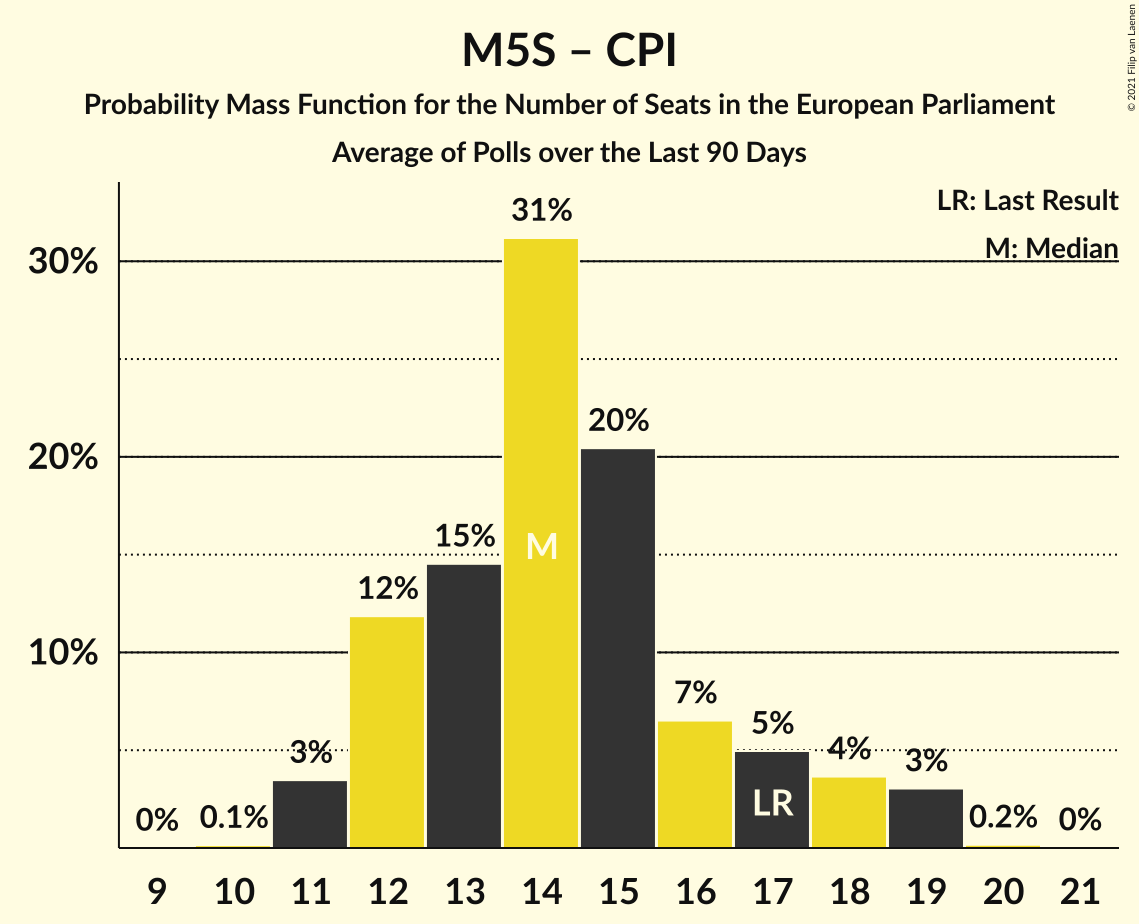 M5S – CPI
Probability Mass Function for the Number of Seats in the European Parliament
Average of Polls over the Last 90 Days
© 2021 Filip van Laenen
LR: Last Result
M: Median
30%
20%
10%
0%
0.1%
3%
12%
15%
31%
20%
7%
5%
4%
3%
0.2%
0%
M
LR
9 10 11 12 13 14 15 16 17 18 19 20 21